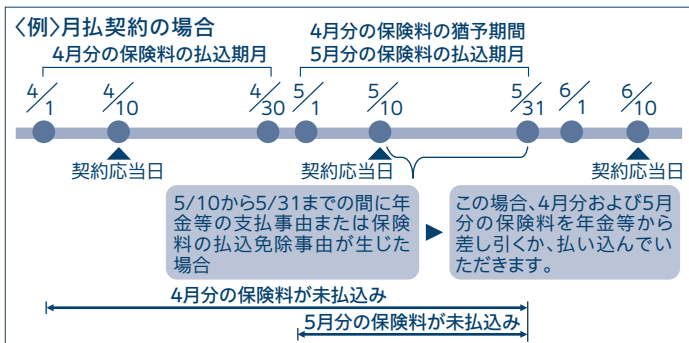 〈例〉月払契約の場合
4月分の保険料の払込期月
4月分の保険料の猶予期間
5月分の保険料の払込期月
4/1 4/10 4/30 5/1 5/10 5/31 6/1 6/10
契約応当日 契約応当日 契約応当日
5/10から5/31までの間に年
金等の支払事由または保険
料の払込免除事由が生じた
場合
この場合、4月分および5月
分の保険料を年金等から
差し引くか、払い込んでい
ただきます。
4月分の保険料が未払込み
5月分の保険料が未払込み